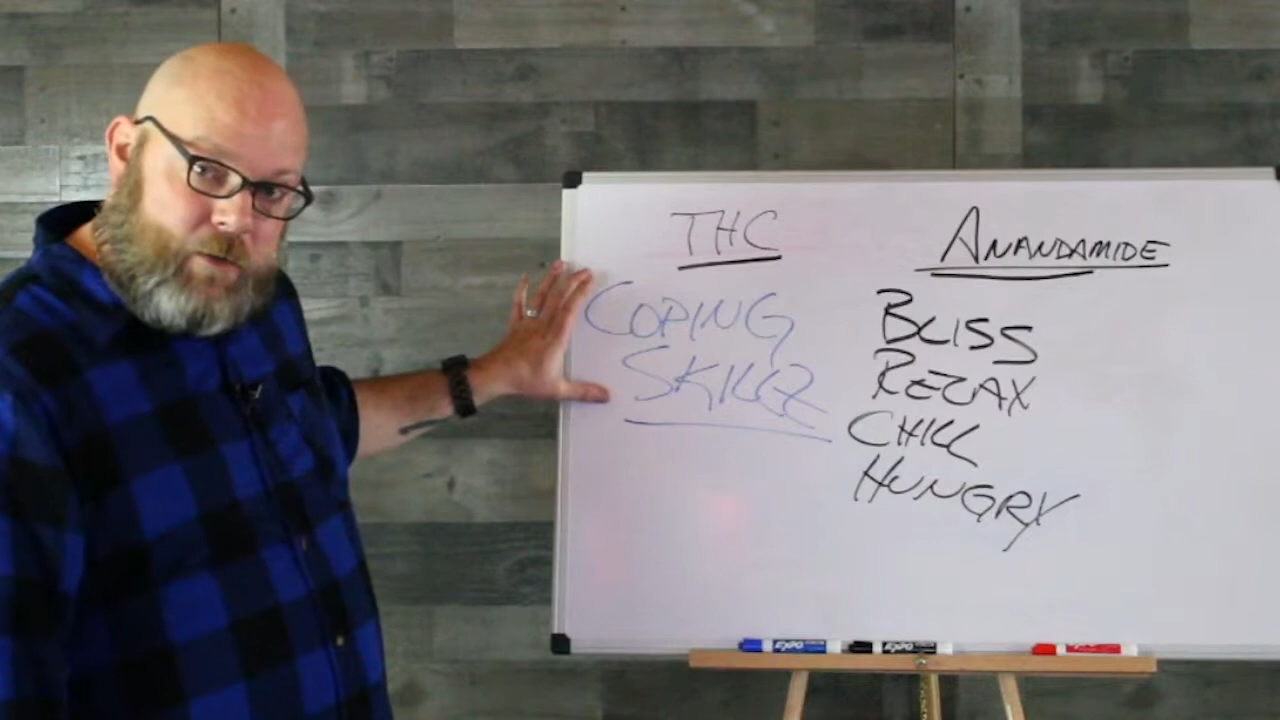 THC
COPING
SKILLZ
ANANDAMIDE
BLISS
RELAX
CHILL
HUNGRY
EXPO
EXPO